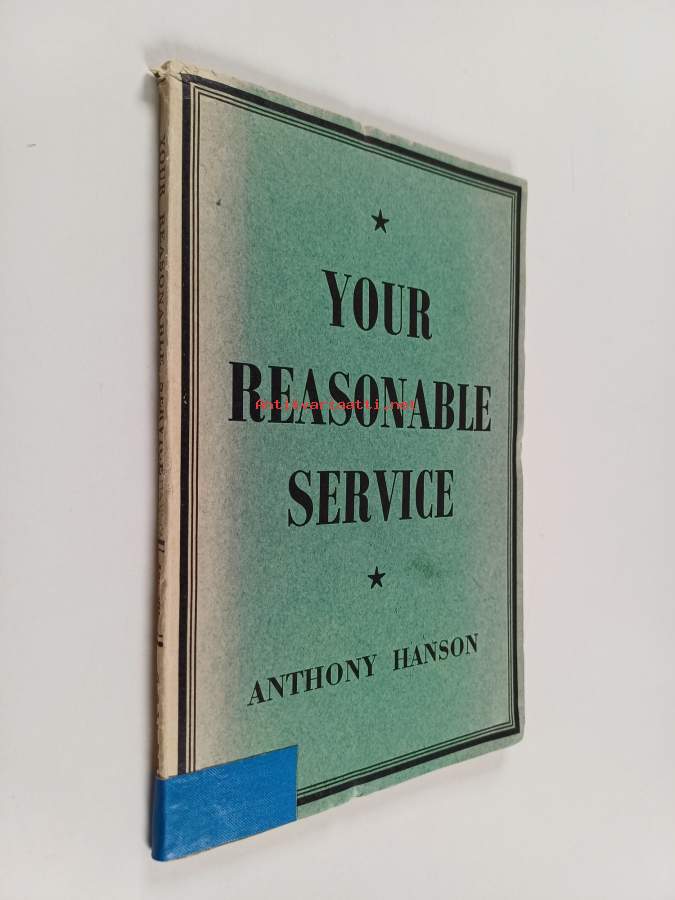 YOUR
REASONABLE
SERVICE
ANTHONY HANSON
YOUR REASONABLE SERVICE
Antikvariaatti.net